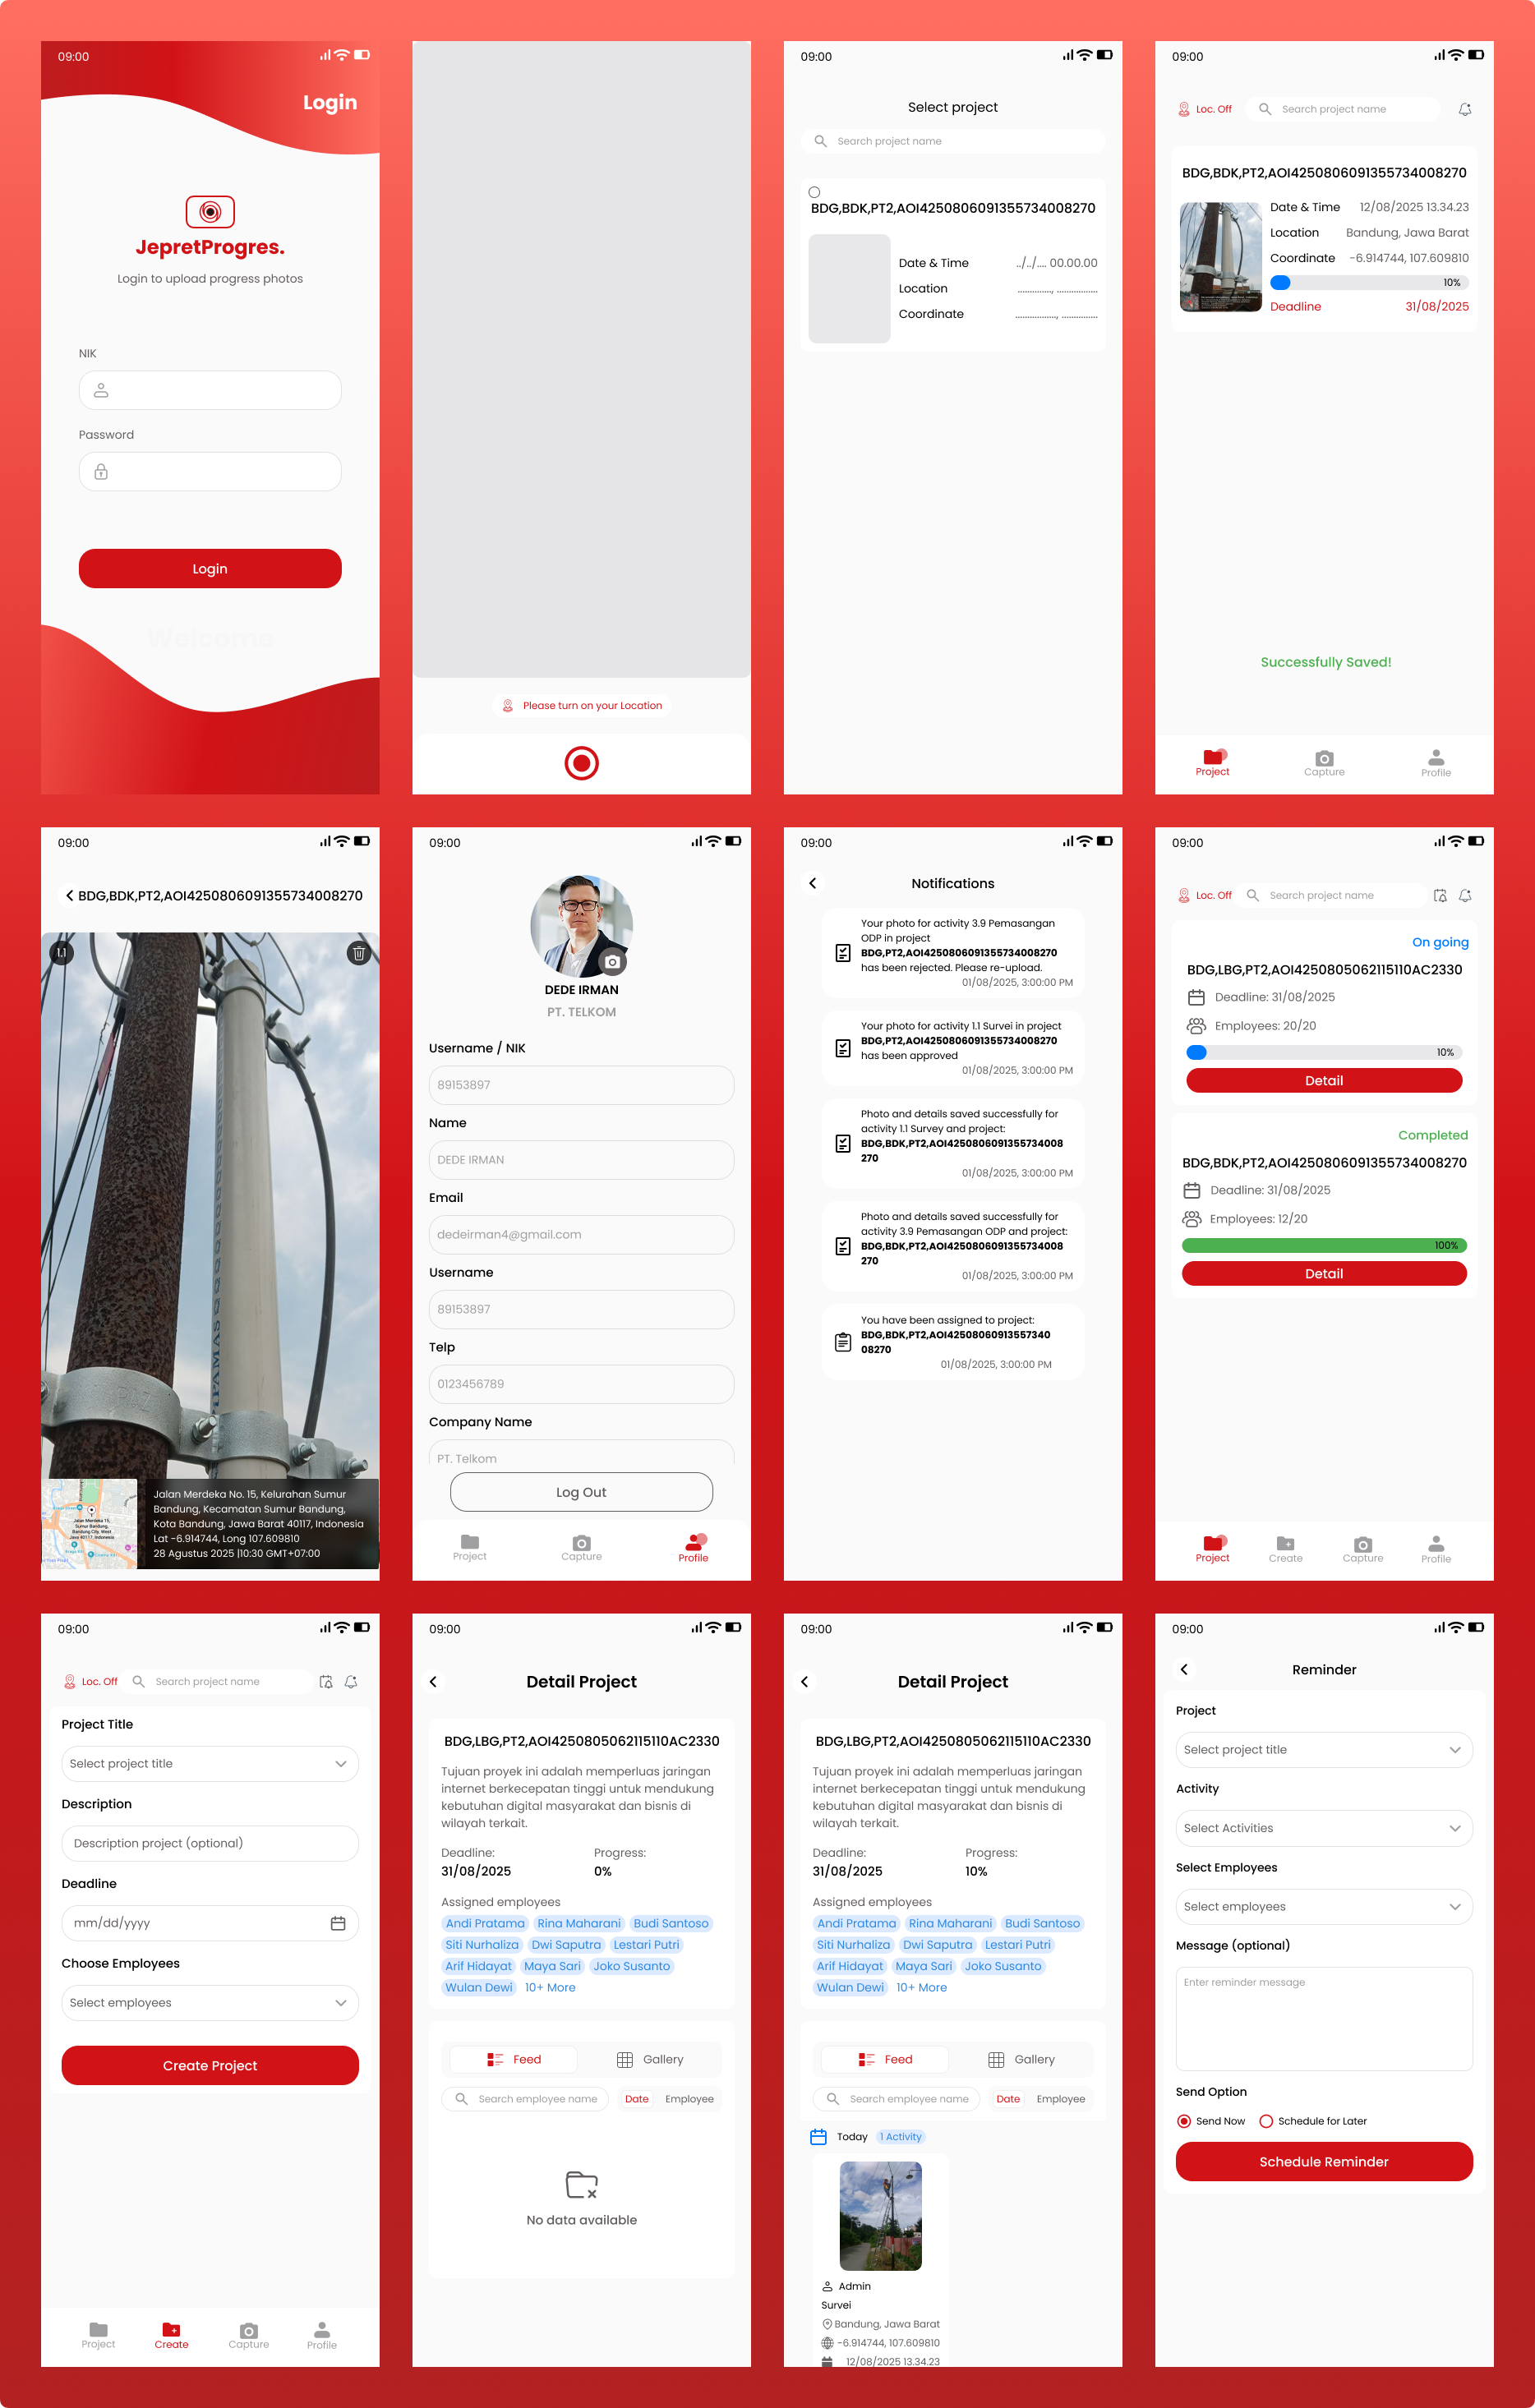 09:00
Login
JepretProgres.
Login to upload progress photos
NIK
Password
Login
Welcome
Please turn on your Location
09:00
Select project
Search project name
BDG,BDK,PT2,AOI4250806091355734008270
Date & Time ../../.... 00.00.00
Location ..............., .................
Coordinate ................., ...............
09:00
Loc. Off
Search project name
BDG,BDK,PT2,AOI4250806091355734008270
Date & Time 12/08/2025 13.34.23
Location Bandung, Jawa Barat
Coordinate -6.914744, 107.609810
10%
Deadline 31/08/2025
Successfully Saved!
Project Capture Profile
09:00
BDG,BDK,PT2,AOI4250806091355734008270
1.1
Jalan Merdeka No. 15, Kelurahan Sumur
Bandung, Kecamatan Sumur Bandung,
Kota Bandung, Jawa Barat 40117, Indonesia
Lat -6.914744, Long 107.609810
28 Agustus 2025 |10:30 GMT+07:00
09:00
DEDE IRMAN
PT. TELKOM
Username / NIK
89153897
Name
DEDE IRMAN
Email
dedeirman4@gmail.com
Username
89153897
Telp
0123456789
Company Name
PT. Telkom
Log Out
Project Capture Profile
09:00
Notifications
Your photo for activity 3.9 Pemasangan
ODP in project
BDG,PT2,AOI4250806091355734008270
has been rejected. Please re-upload.
01/08/2025, 3:00:00 PM
Your photo for activity 1.1 Survei in project
BDG,PT2,AOI4250806091355734008270
has been approved
01/08/2025, 3:00:00 PM
Photo and details saved successfully for
activity 1.1 Survey and project:
BDG,BDK,PT2,AOI4250806091355734008
270
01/08/2025, 3:00:00 PM
Photo and details saved successfully for
activity 3.9 Pemasangan ODP and project:
BDG,BDK,PT2,AOI4250806091355734008
270
01/08/2025, 3:00:00 PM
You have been assigned to project:
BDG,BDK,PT2,AOI42508060913557340
08270
01/08/2025, 3:00:00 PM
09:00
Loc. Off
Search project name
On going
BDG,LBG,PT2,AOI4250805062115110AC2330
Deadline: 31/08/2025
Employees: 20/20
10%
Detail
Completed
BDG,BDK,PT2,AOI4250806091355734008270
Deadline: 31/08/2025
Employees: 12/20
100%
Detail
Project Create Capture Profile
09:00
Loc. Off
Search project name
Project Title
Select project title
Description
Description project (optional)
Deadline
mm/dd/yyyy
Choose Employees
Select employees
Create Project
Project Create Capture Profile
09:00
Detail Project
BDG,LBG,PT2,AOI4250805062115110AC2330
Tujuan proyek ini adalah memperluas jaringan
internet berkecepatan tinggi untuk mendukung
kebutuhan digital masyarakat dan bisnis di
wilayah terkait.
Deadline: Progress:
31/08/2025 0%
Assigned employees
Andi Pratama Rina Maharani Budi Santoso
Siti Nurhaliza Dwi Saputra Lestari Putri
Arif Hidayat Maya Sari Joko Susanto
Wulan Dewi 10+ More
Feed Gallery
Search employee name Date Employee
No data available
09:00
Detail Project
BDG,LBG,PT2,AOI4250805062115110AC2330
Tujuan proyek ini adalah memperluas jaringan
internet berkecepatan tinggi untuk mendukung
kebutuhan digital masyarakat dan bisnis di
wilayah terkait.
Deadline: Progress:
31/08/2025 10%
Assigned employees
Andi Pratama Rina Maharani Budi Santoso
Siti Nurhaliza Dwi Saputra Lestari Putri
Arif Hidayat Maya Sari Joko Susanto
Wulan Dewi 10+ More
Feed Gallery
Search employee name Date Employee
Today 1 Activity
Admin
Survei
Bandung, Jawa Barat
-6.914744, 107.609810
12/08/2025 13.34.23
09:00
Reminder
Project
Select project title
Activity
Select Activities
Select Employees
Select employees
Message (optional)
Enter reminder message
Send Option
Send Now Schedule for Later
Schedule Reminder